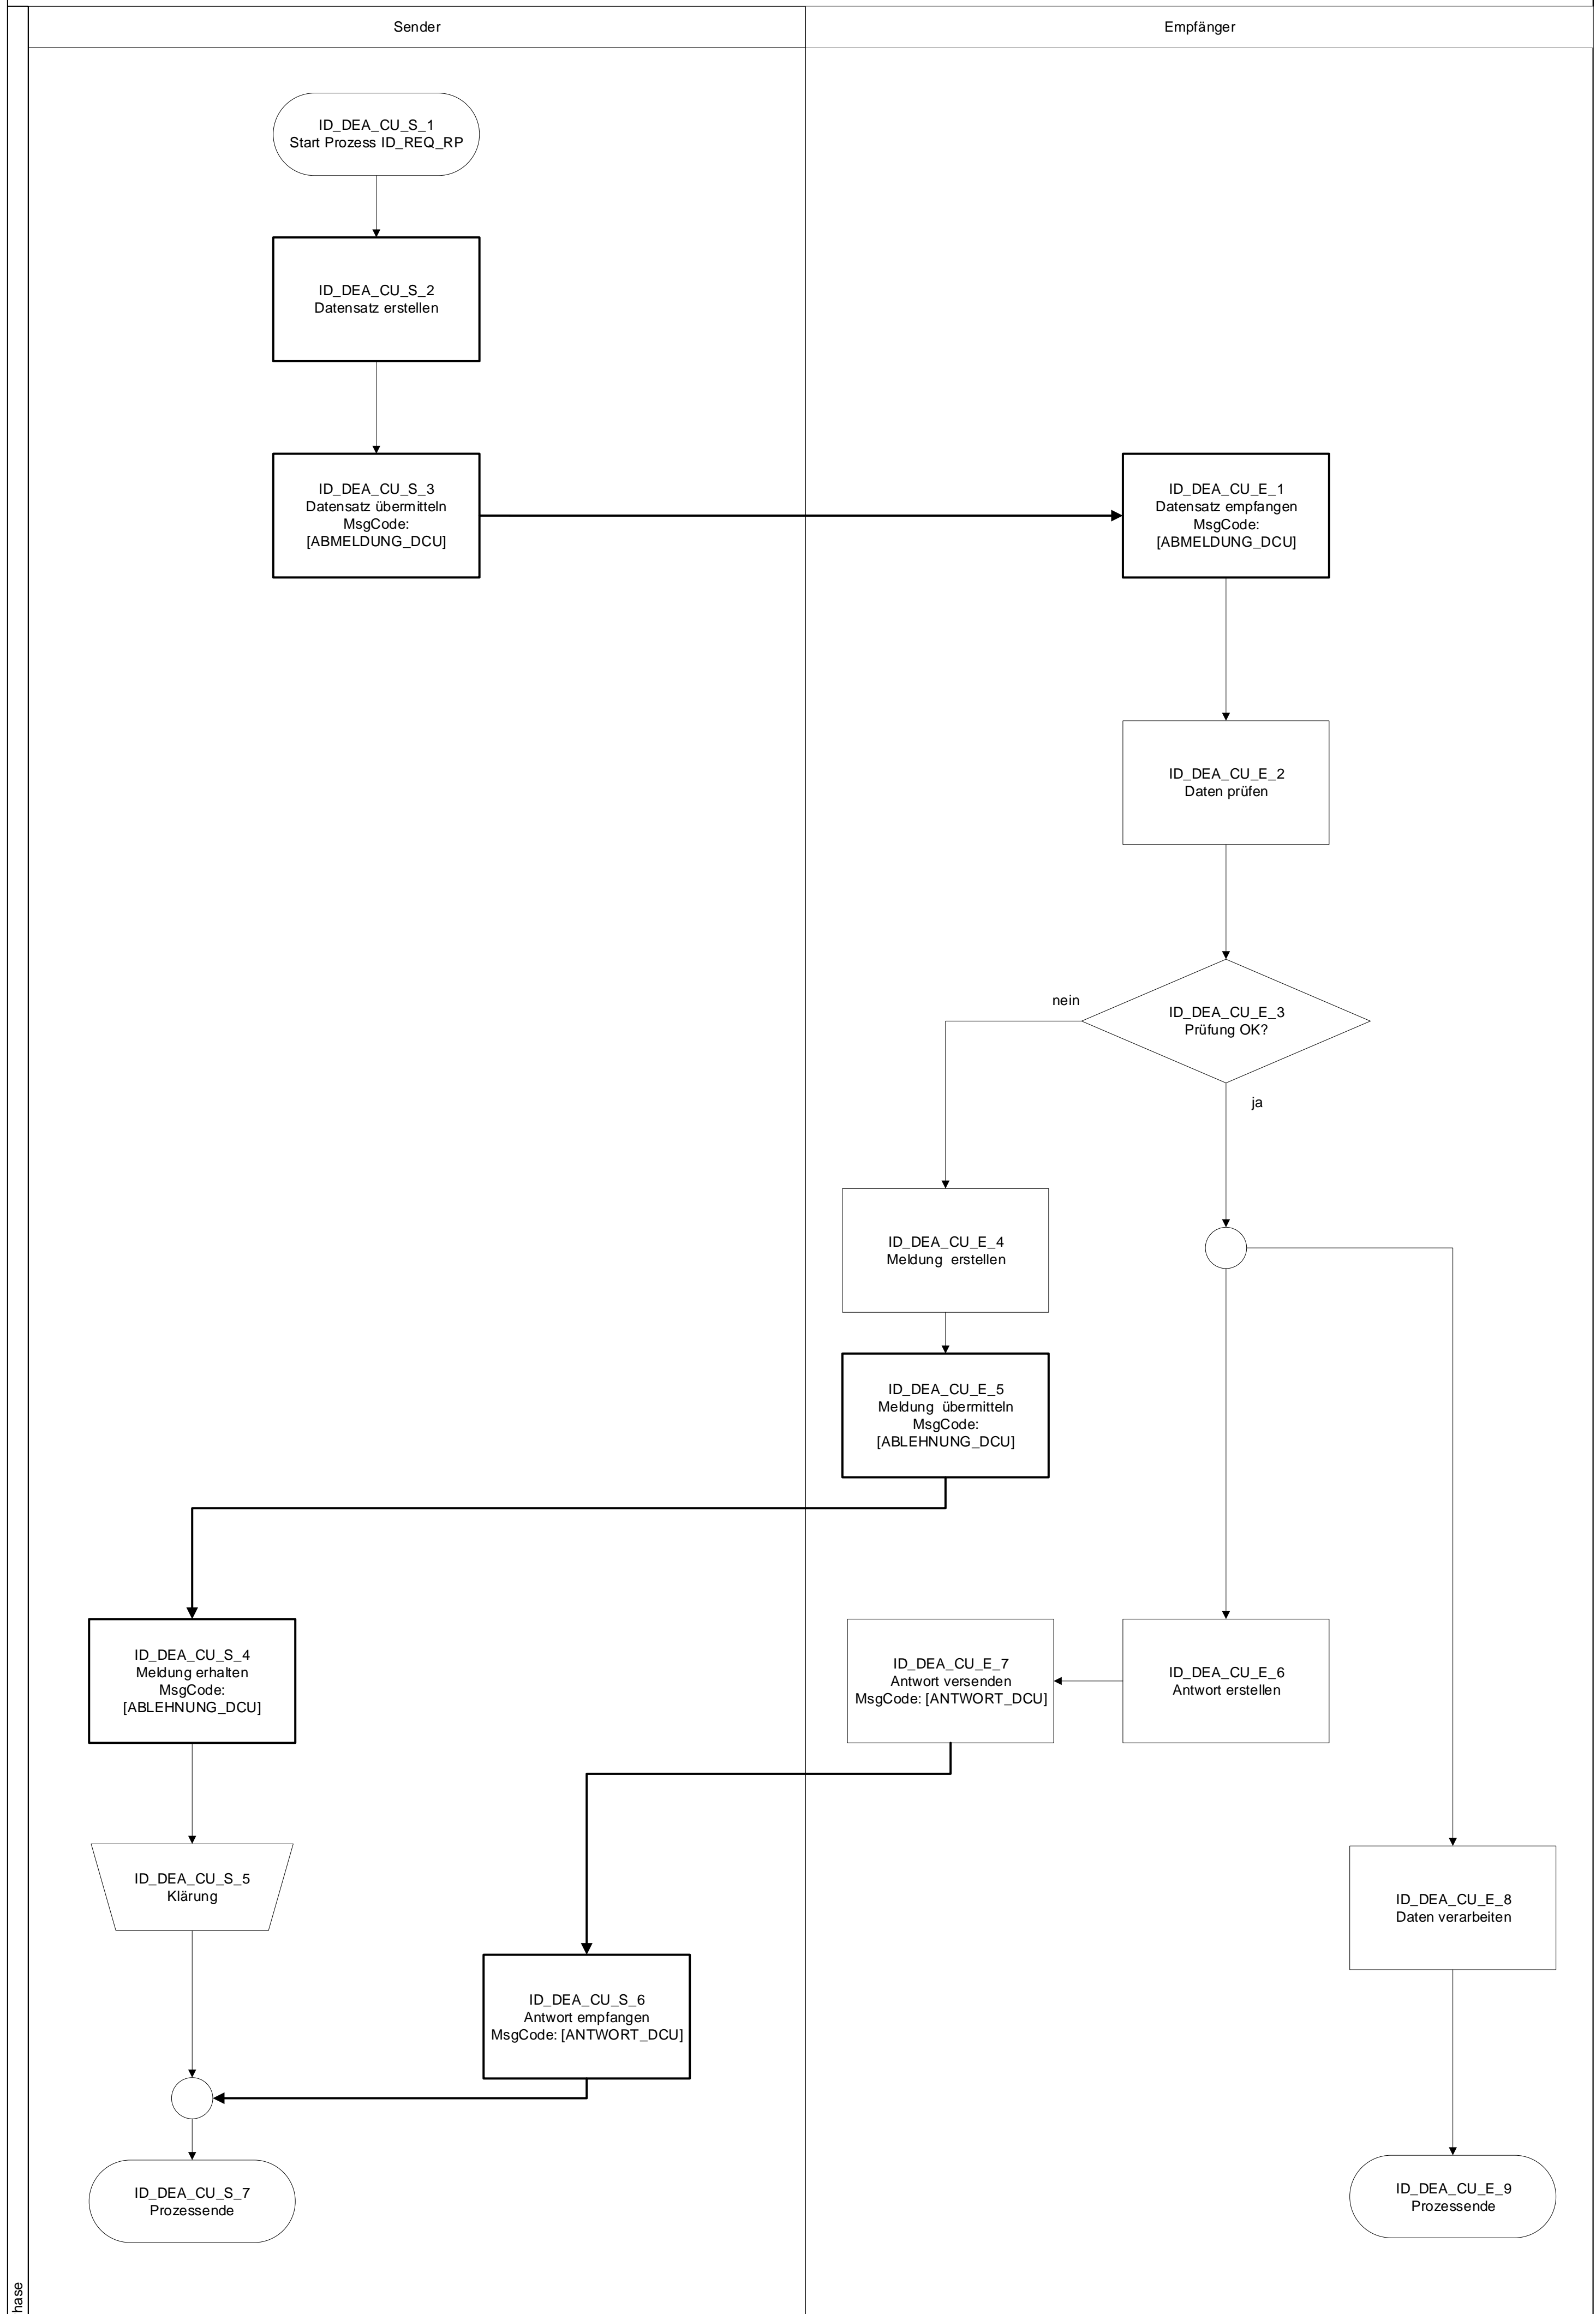 Sender
Empfänger
ID_DEA_CU_S_1
Start Prozess ID_REQ_RP
ID_DEA_CU_S_2
Datensatz erstellen
ID_DEA_CU_S_3
Datensatz übermitteln
MsgCode:
[ABMELDUNG_DCU]
ID_DEA_CU_E_1
Datensatz empfangen
MsgCode:
[ABMELDUNG_DCU]
ID_DEA_CU_E_2
Daten prüfen
nein
ID_DEA_CU_E_3
Prüfung OK?
ja
ID_DEA_CU_E_4
Meldung erstellen
ID_DEA_CU_E_5
Meldung übermitteln
MsgCode:
[ABLEHNUNG_DCU]
ID_DEA_CU_S_4
Meldung erhalten
MsgCode:
[ABLEHNUNG_DCU]
ID_DEA_CU_E_7
Antwort versenden
MsgCode: [ANTWORT_DCU]
ID_DEA_CU_E_6
Antwort erstellen
ID_DEA_CU_S_5
Klärung
ID_DEA_CU_E_8
Daten verarbeiten
ID_DEA_CU_S_6
Antwort empfangen
MsgCode: [ANTWORT_DCU]
ID_DEA_CU_S_7
Prozessende
ID_DEA_CU_E_9
Prozessende
hase